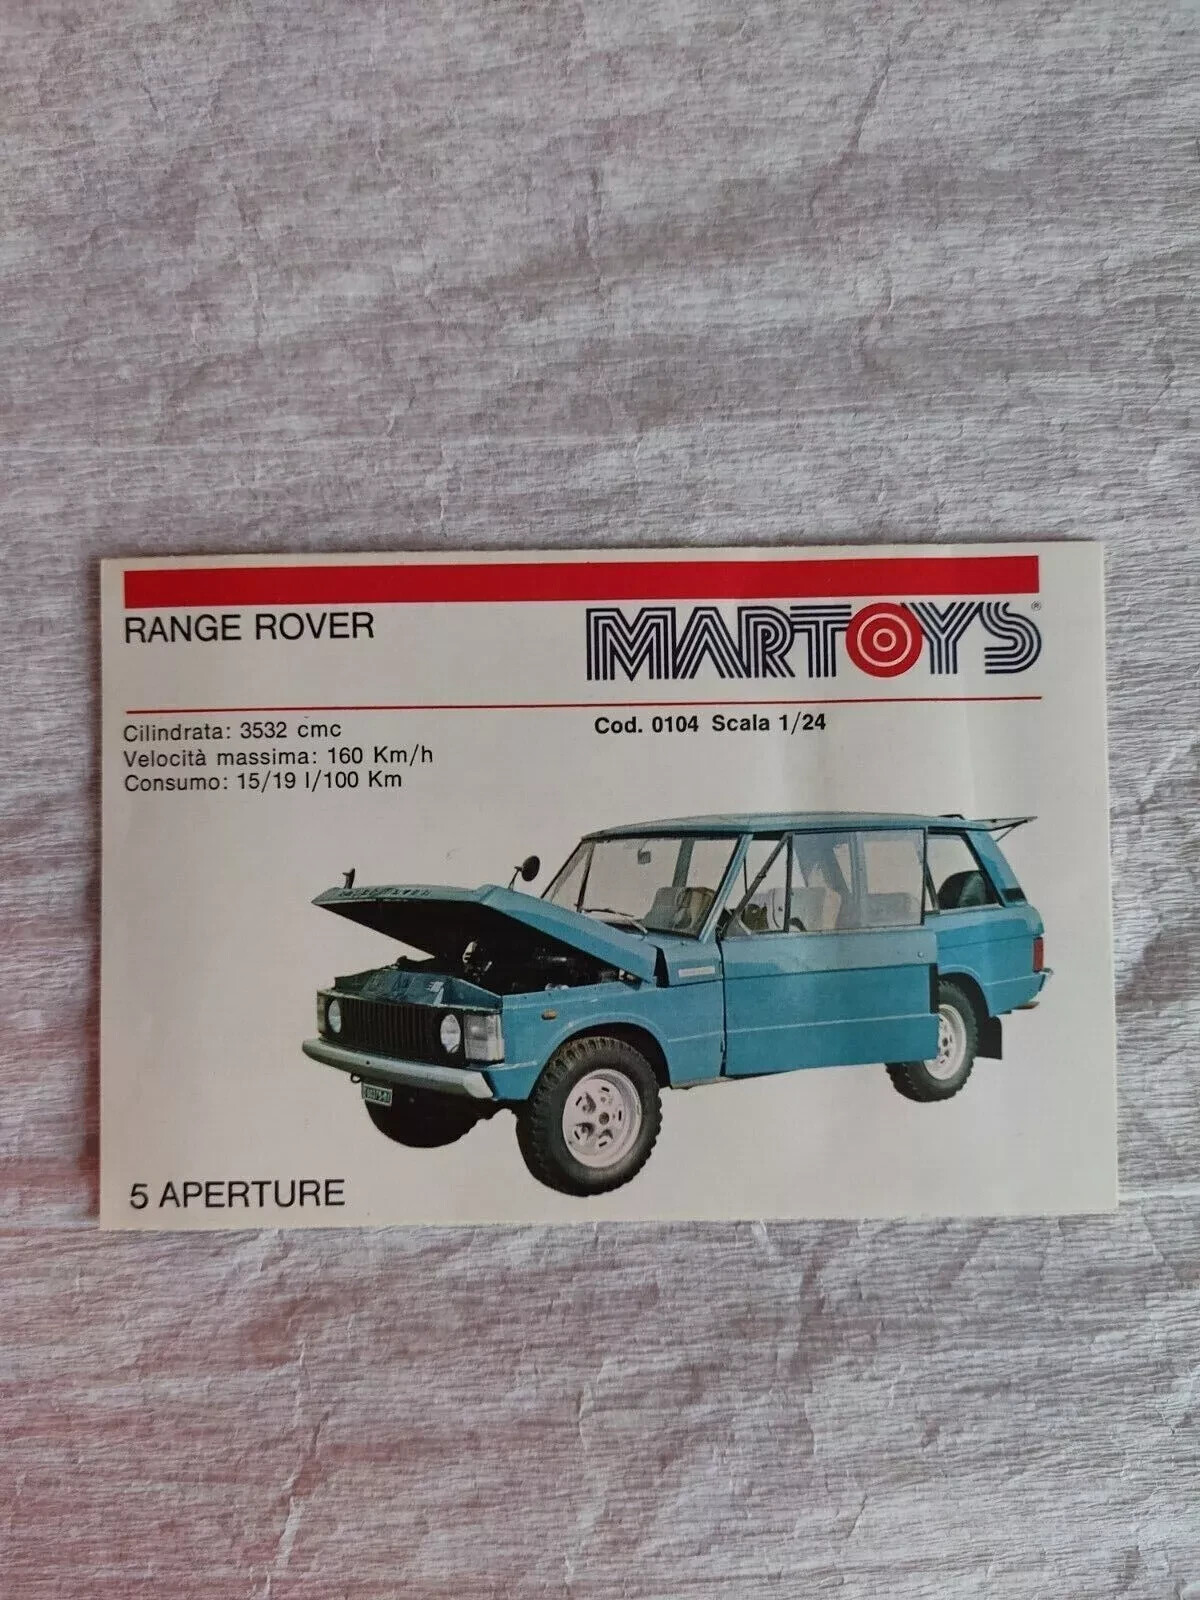 RANGE ROVER
MARTOYS®
Cilindrata: 3532 cmc
Velocità massima: 160 Km/h
Consumo: 15/19 l/100 Km
Cod. 0104 Scala 1/24
5 APERTURE